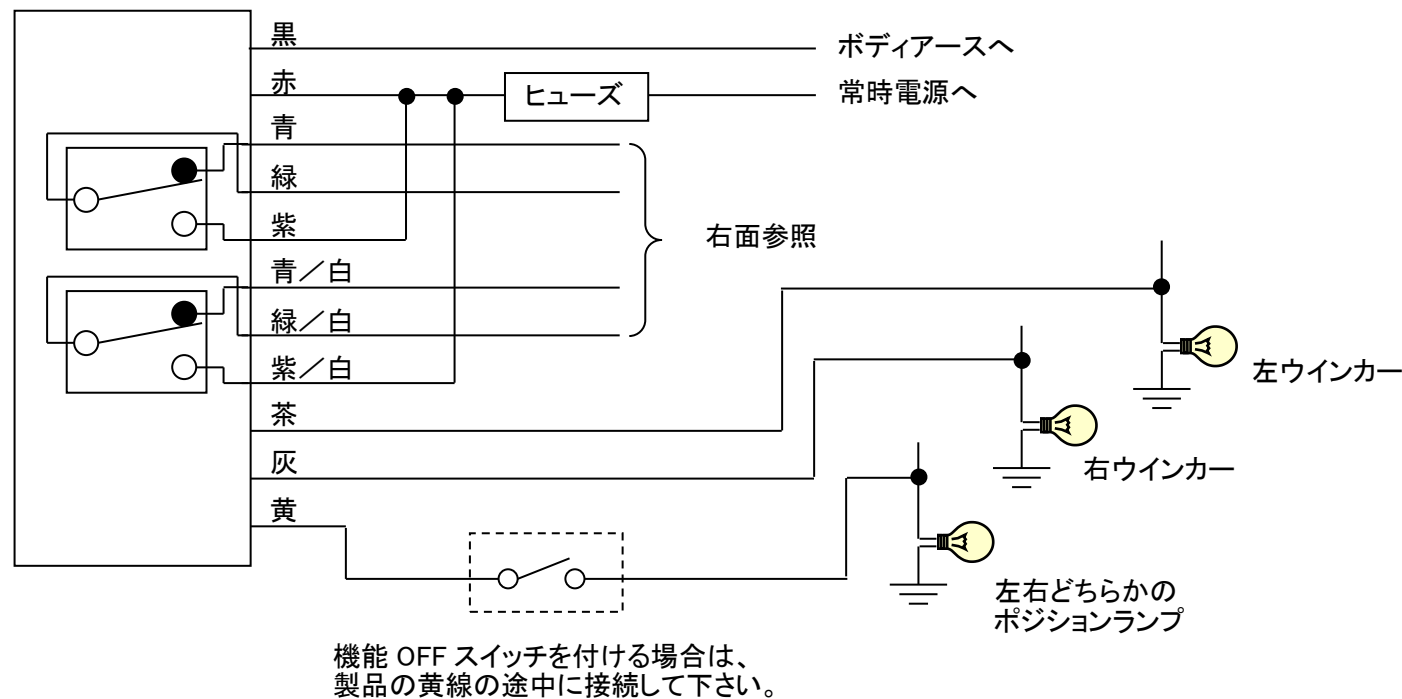 黒
ボディアースへ
赤
ヒューズ
常時電源へ
青
緑
紫
右面参照
青／白
緑／白
紫／白
茶
左ウインカー
灰
右ウインカー
黄
左右どちらかの
ポジションランプ
機能 OFF スイッチを付ける場合は、
製品の黄線の途中に接続して下さい。